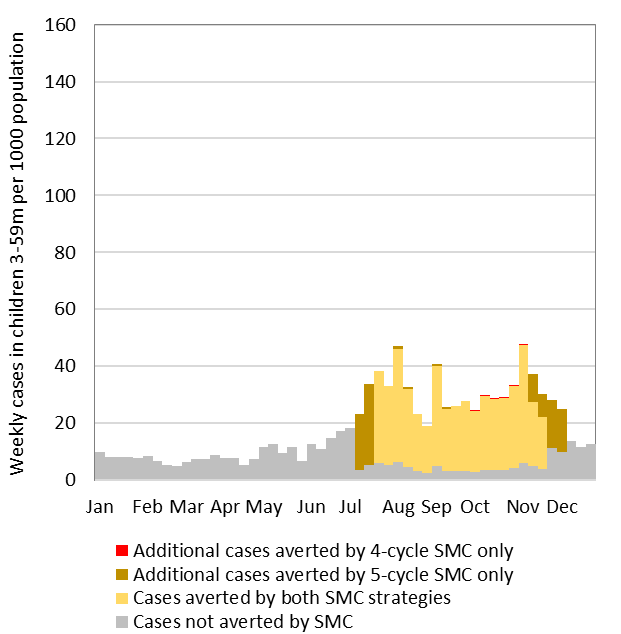 Weekly cases in children 3-59m per 1000 population
160
140
120
100
80
60
40
20
0
Jan Feb Mar Apr May Jun Jul Aug Sep Oct Nov Dec
Additional cases averted by 4-cycle SMC only
Additional cases averted by 5-cycle SMC only
Cases averted by both SMC strategies
Cases not averted by SMC